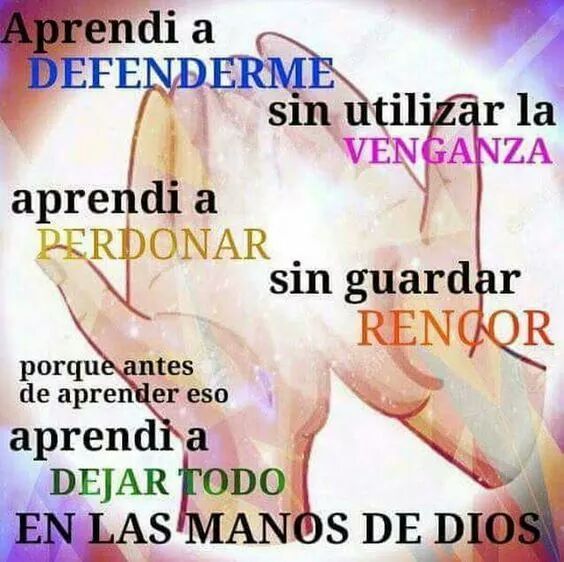 Aprendi a
DEFENDERME
sin utilizar la
VENGANZA
aprendi a
PERDONAR
sin guardar
RENCOR
porque antes
de aprender eso
aprendi a
DEJAR TODO
EN LAS MANOS DE DIOS